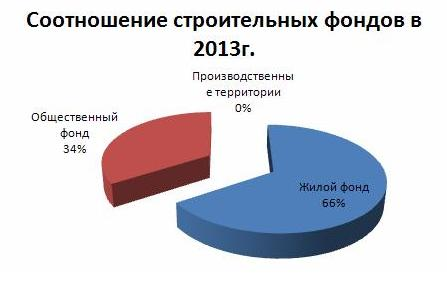 Соотношение строительных фондов в
2013г.
Производственны
е территории
0%
Общественный
фонд
34%
Жилой фонд
66%